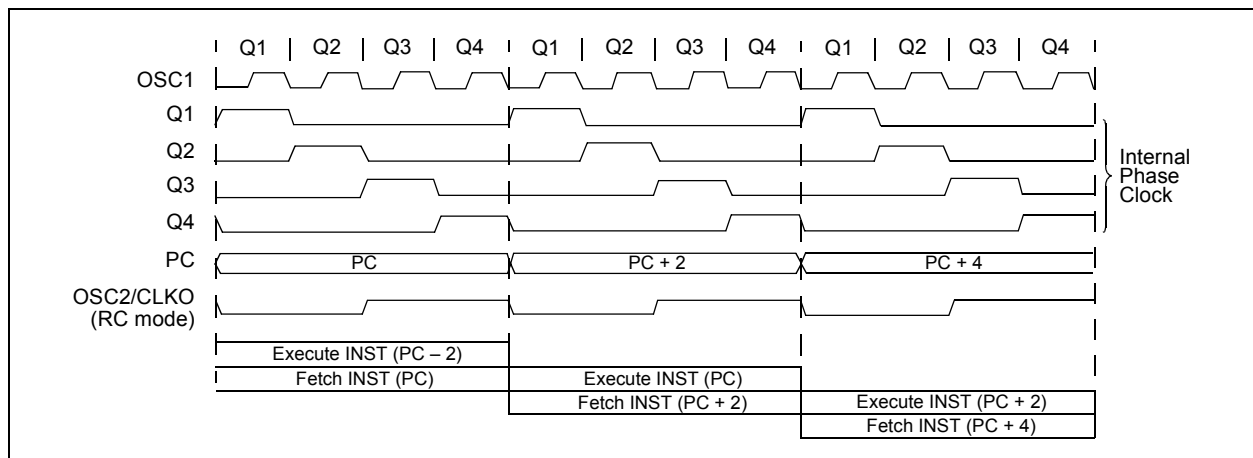 Q1 Q2 Q3 Q4 Q1 Q2 Q3 Q4 Q1 Q2 Q3 Q4
OSC1
Q1
Q2
Q3
Q4
Internal
Phase
Clock
PC PC PC + 2 PC + 4
OSC2/CLKO
(RC mode)
Execute INST (PC – 2)
Fetch INST (PC) Execute INST (PC)
Fetch INST (PC + 2) Execute INST (PC + 2)
Fetch INST (PC + 4)